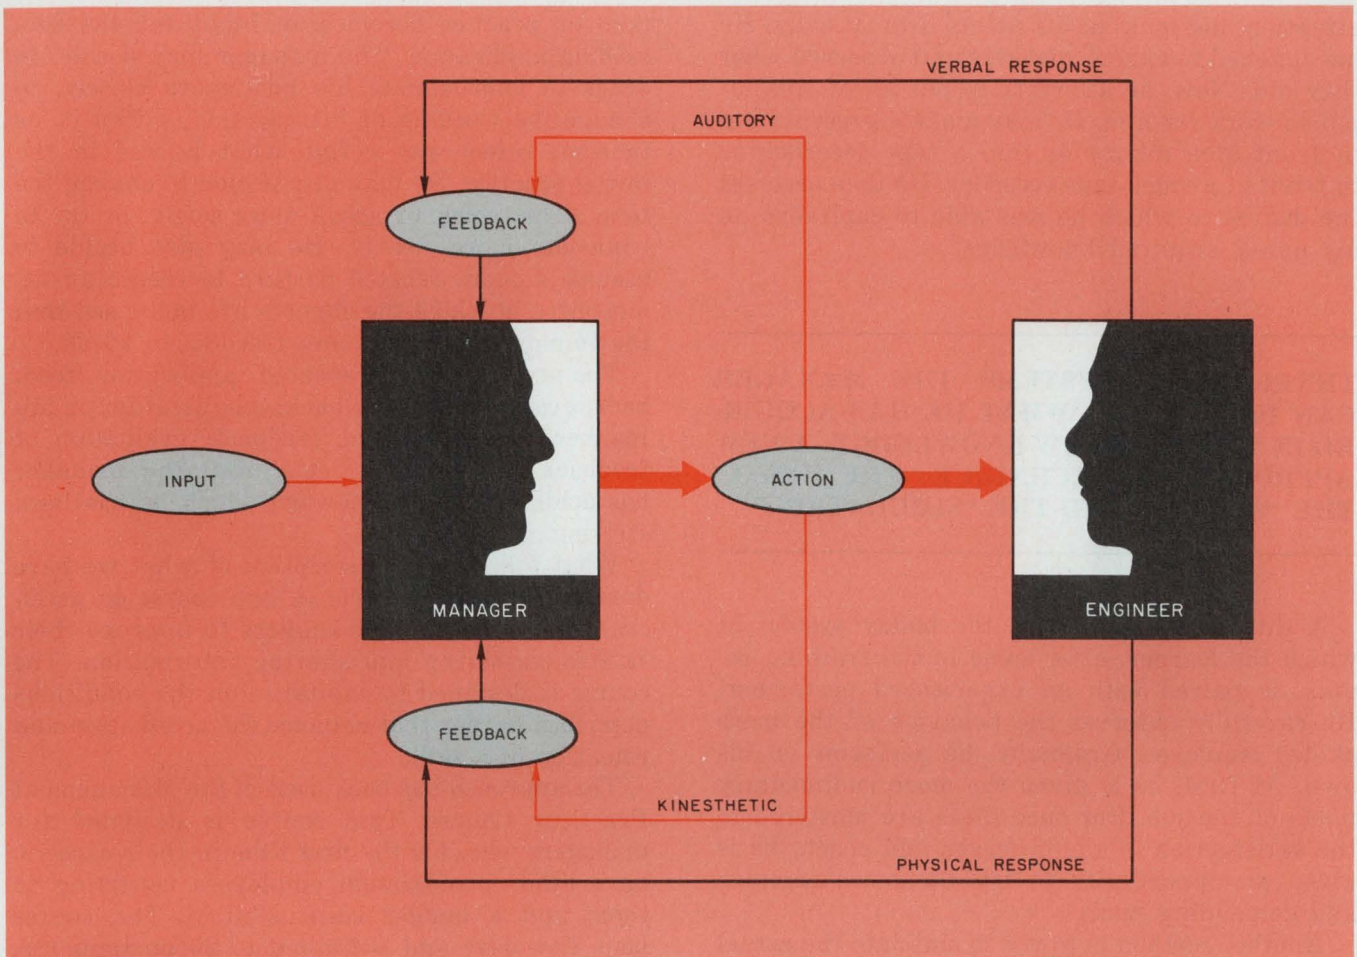 VERBAL RESPONSE
AUDITORY
FEEDBACK
INPUT
ACTION
MANAGER
ENGINEER
FEEDBACK
KINESTHETIC
PHYSICAL RESPONSE